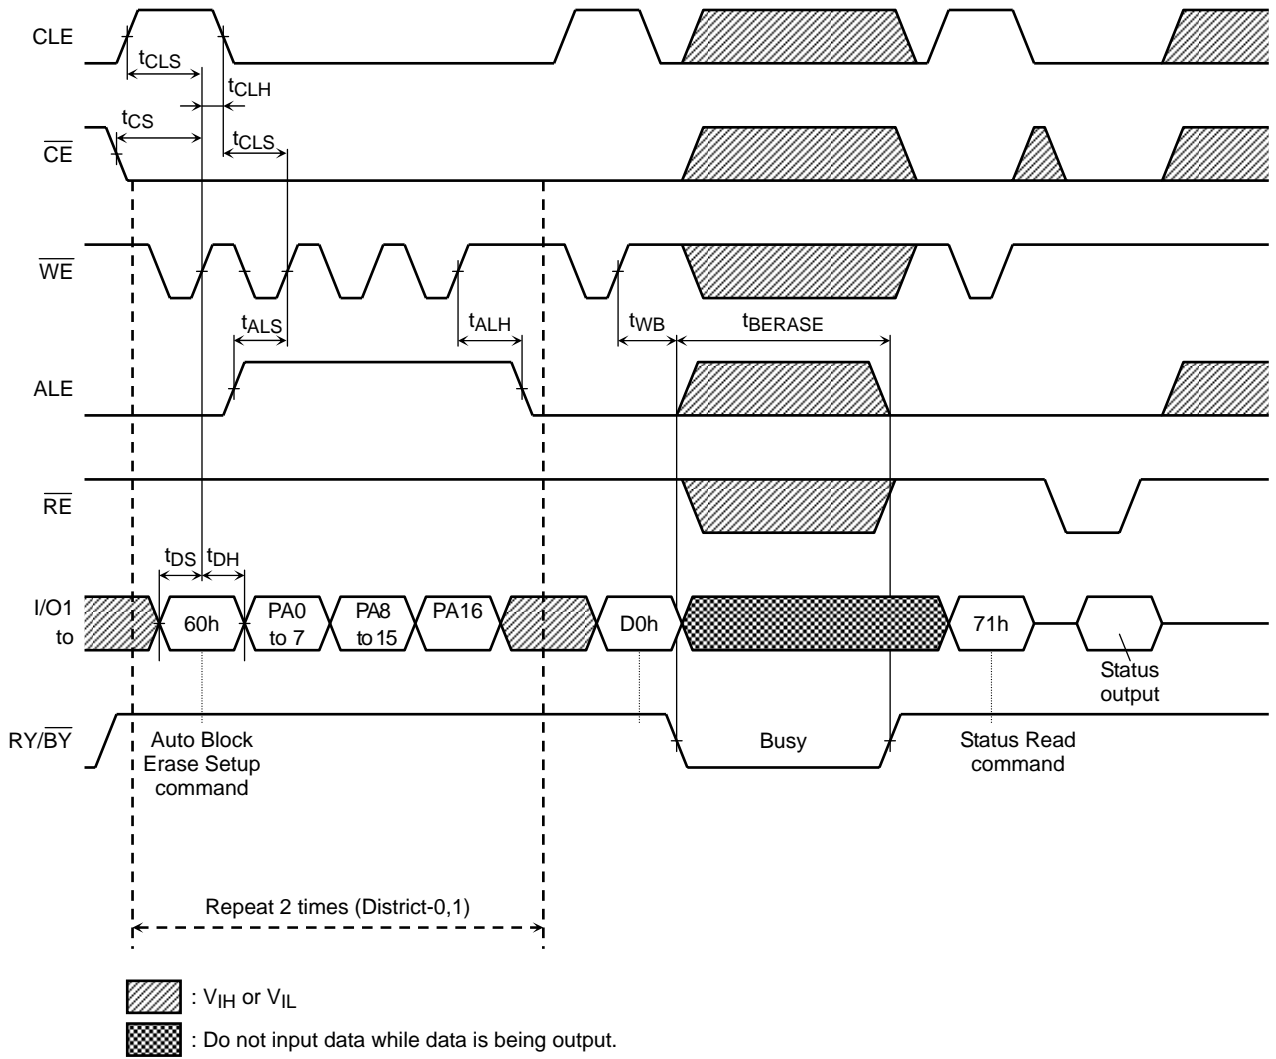 CLE
tCLS
tCLH
tCS
CE
tCLS
WE
tALS
tALH
tWB
tBERASE
ALE
RE
tDS
tDH
I/O1
to
60h
PA0
to 7
PA8
to 15
PA16
D0h
71h
Status
output
RY/BY
Auto Block
Erase Setup
command
Busy
Status Read
command
Repeat 2 times (District-0,1)
: VIH or VIL
: Do not input data while data is being output.